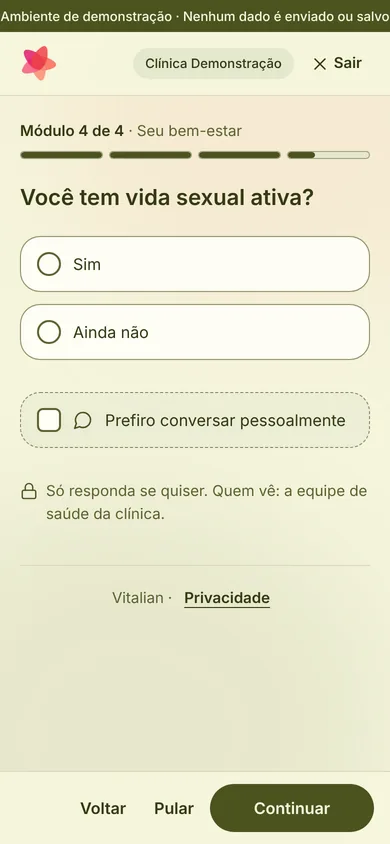 Ambiente de demonstração · Nenhum dado é enviado ou salvo
Clínica Demonstração
Sair
Módulo 4 de 4 · Seu bem-estar
Você tem vida sexual ativa?
Sim
Ainda não
Prefiro conversar pessoalmente
Só responda se quiser. Quem vê: a equipe de
saúde da clínica.
Vitalian · Privacidade
Voltar
Pular
Continuar